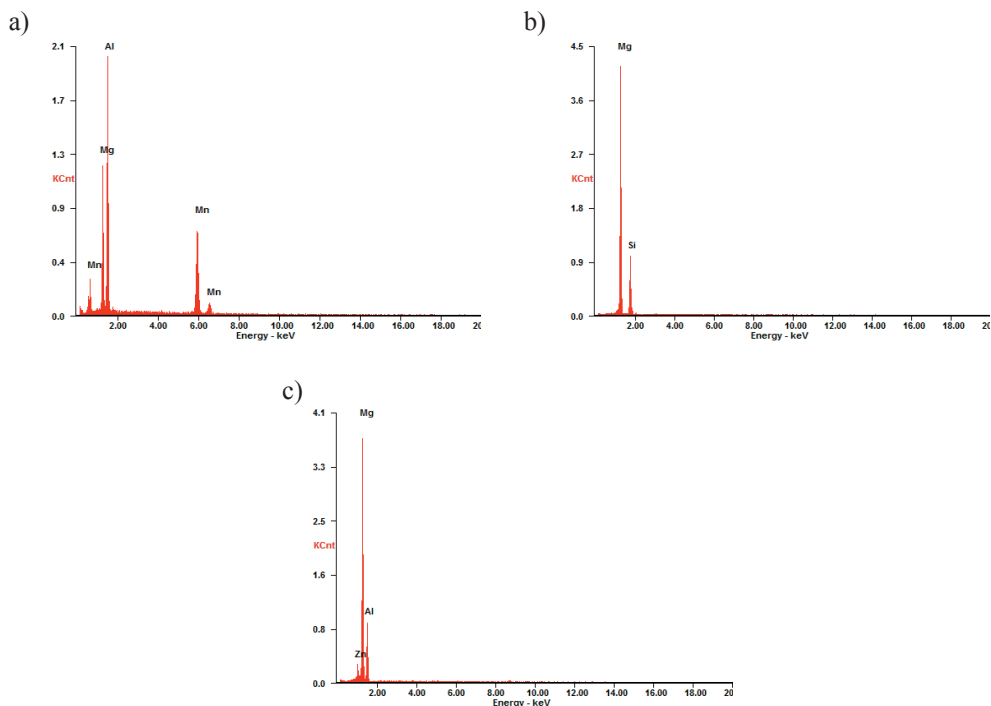 a)
2.1
1.7
1.3
KCnt
0.9
0.4
0.0
Al
Mg
Mn
Mn
Mn
2.00 4.00 6.00 8.00 10.00 12.00 14.00 16.00 18.00 20
Energy - keV
b)
4.5
3.6
2.7
KCnt
1.8
0.9
0.0
Mg
Si
2.00 4.00 6.00 8.00 10.00 12.00 14.00 16.00 18.00 20
Energy - keV
c)
4.1
3.3
2.5
KCnt
1.6
0.8
0.0
Mg
Al
Zn
2.00 4.00 6.00 8.00 10.00 12.00 14.00 16.00 18.00 20
Energy - keV